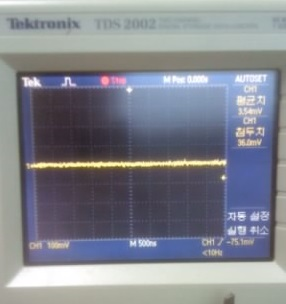 Tektronix TDS 2002
Tek Stop M Pos: 0.000s AUTOSET
CH1
평균치
3.54mV
CH1
첨두치
36.0mV
자동 설정
실행 취소
CH1 100mV M 500ns CH1 / -75.1mV
<10Hz